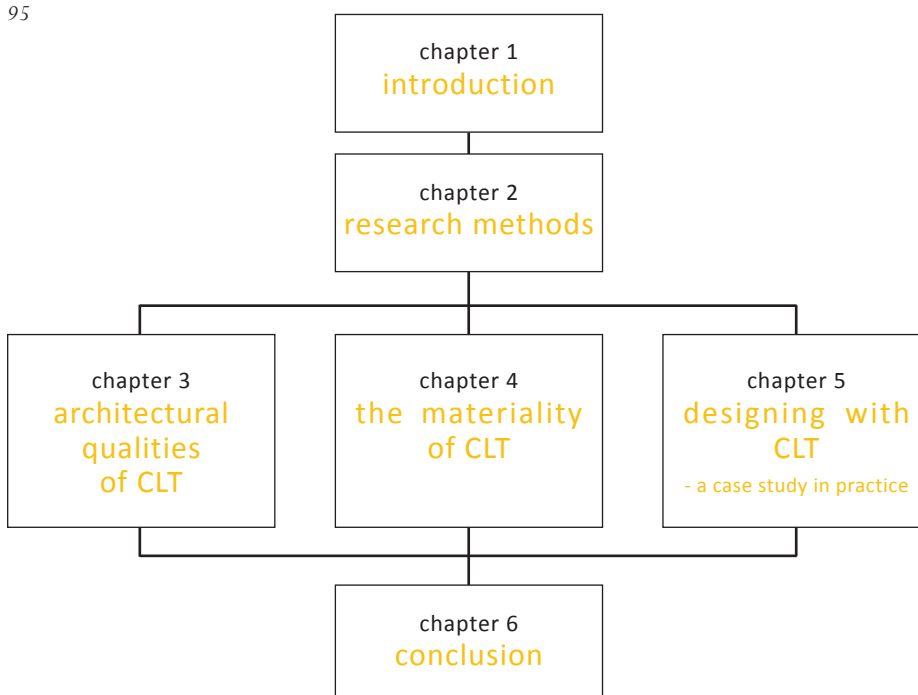 95
chapter 1
introduction
chapter 2
research methods
chapter 3
architectural
qualities
of CLT
chapter 4
the materiality
of CLT
chapter 5
designing with
CLT
- a case study in practice
chapter 6
conclusion